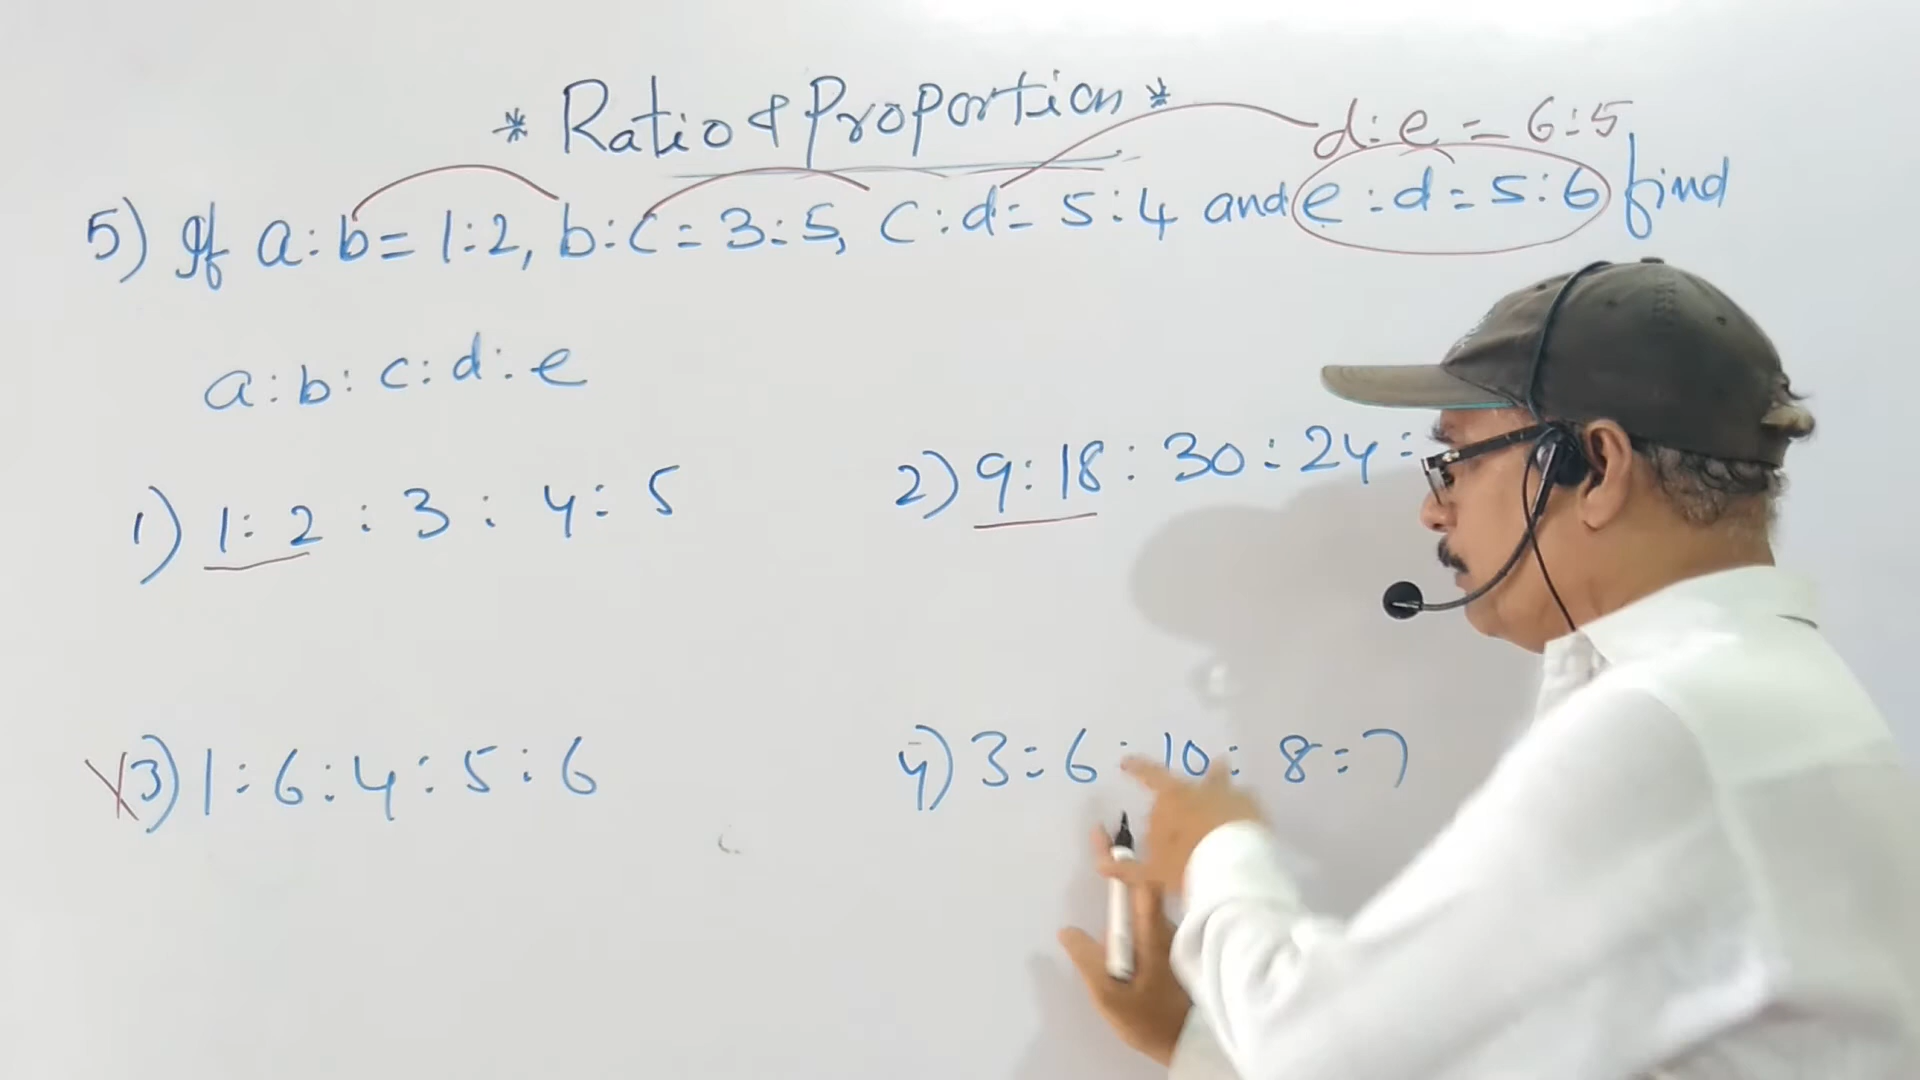 * Ratio & Proportion *
d:e = 6:5
5) If a:b = 1:2, b:c = 3:5, c:d = 5:4 and e:d = 5:6 find
a:b:c:d:e
1) 1:2:3:4:5
2) 9:18:30:24:
X3) 1:6:4:5:6
4) 3:6:10:8:7